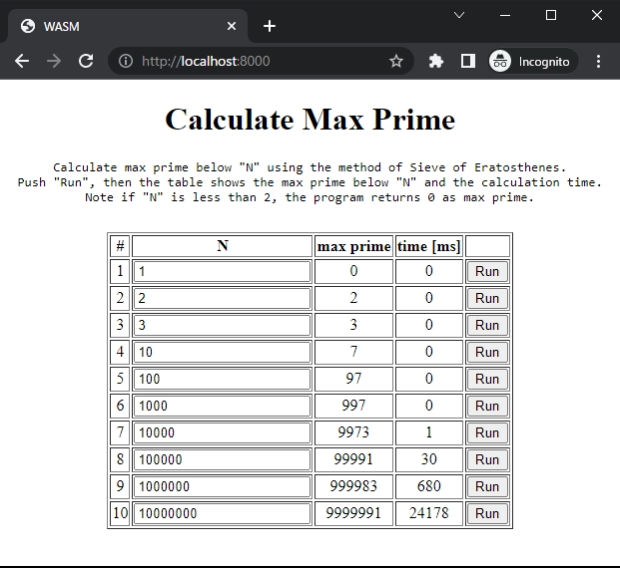 WASM
http://localhost:8000
Incognito
Calculate Max Prime
Calculate max prime below "N" using the method of Sieve of Eratosthenes.
Push "Run", then the table shows the max prime below "N" and the calculation time.
Note if "N" is less than 2, the program returns 0 as max prime.
# N max prime time [ms]
1 1 0 0 Run
2 2 2 0 Run
3 3 3 0 Run
4 10 7 0 Run
5 100 97 0 Run
6 1000 997 0 Run
7 10000 9973 1 Run
8 100000 99991 30 Run
9 1000000 999983 680 Run
10 10000000 9999991 24178 Run